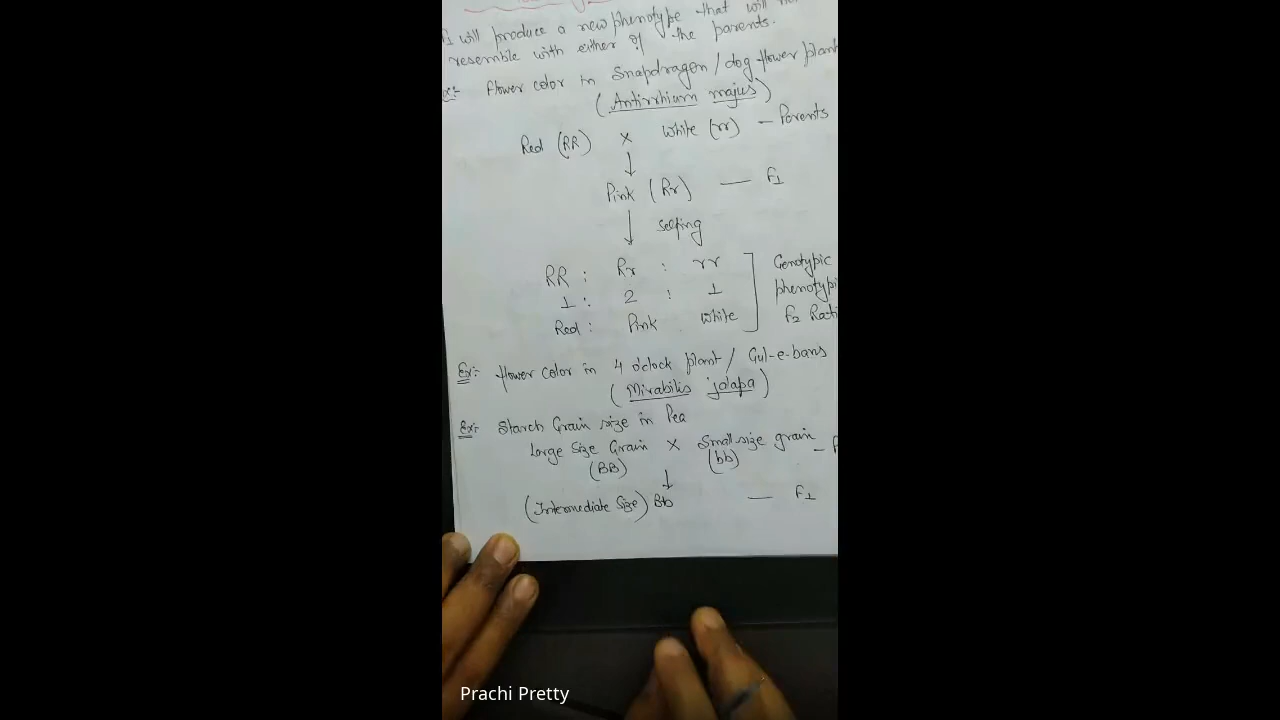 F1 will produce a new phenotype that will
resemble with either of the parents.
Ex:- flower color in Snapdragon / dog flower plant
(Antirrhium majus)
Red (RR) x White (rr) — Parents
Pink (Rr) — F1
selfing
RR : Rr : rr
1 : 2 : 1
Red : Pink : White
Genotypic
phenotypi
F2 Rati
Ex:- flower color in 4 o'clock plant / Gul-e-bans
(Mirabilis jalapa)
Ex:- Starch Grain size in Pea
Large Size Grain x Small size grain
(BB) (bb)
(Intermediate Size) Bb — F1
Prachi Pretty